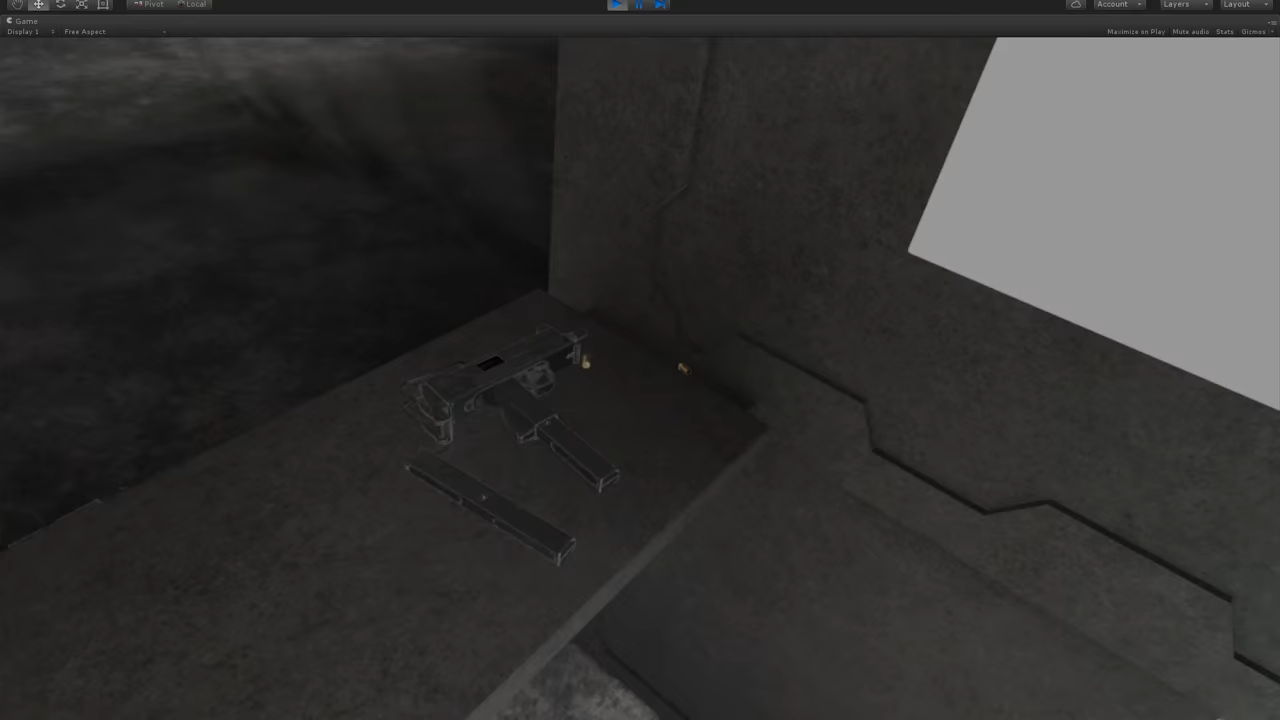 Pivot Local Account Layers Layout
Game
Display 1 Free Aspect Maximize on Play Mute audio Stats Gizmos